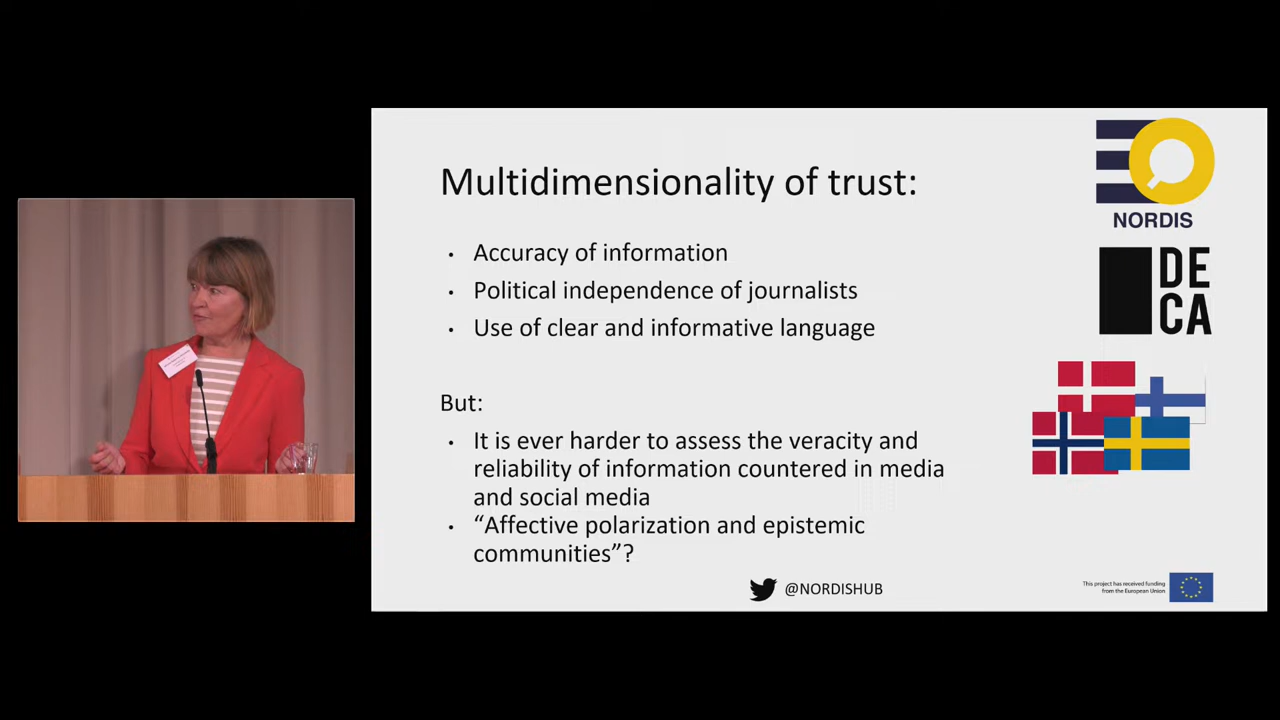 Multidimensionality of trust:
• Accuracy of information
• Political independence of journalists
• Use of clear and informative language
But:
• It is ever harder to assess the veracity and
reliability of information countered in media
and social media
• “Affective polarization and epistemic
communities”?
@NORDISHUB
NORDIS
DE
CA
This project has received funding
from the European Union